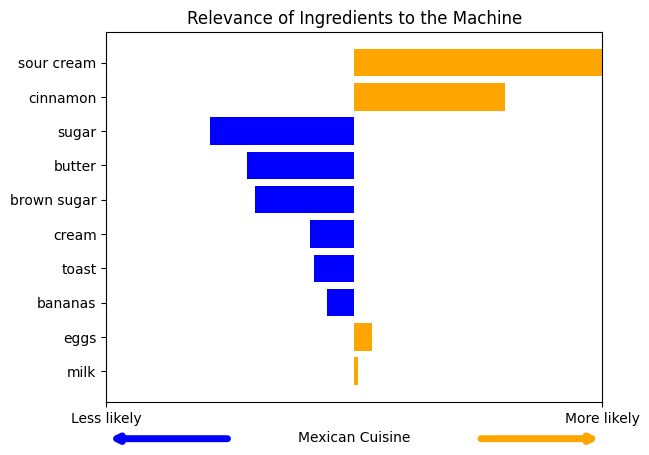 Relevance of Ingredients to the Machine
sour cream
cinnamon
sugar
butter
brown sugar
cream
toast
bananas
eggs
milk
Less likely
More likely
Mexican Cuisine